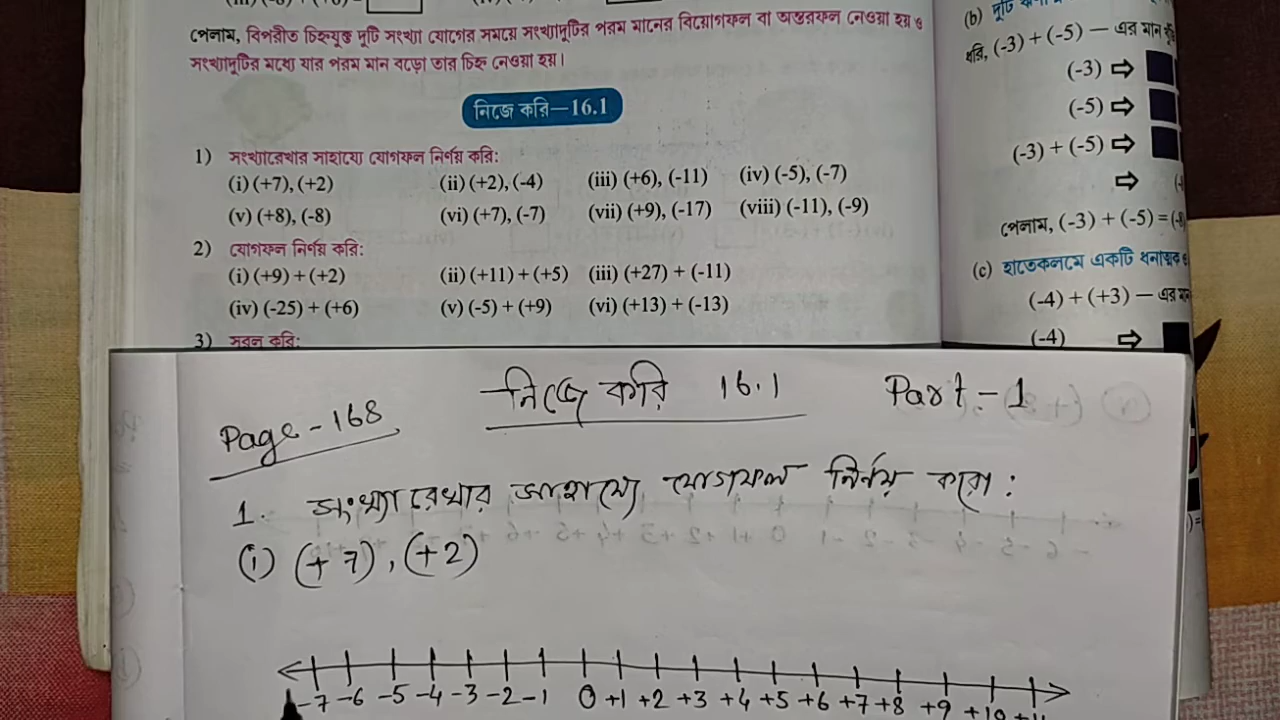 পেলাম, বিপরীত চিহ্নযুক্ত দুটি সংখ্যা যোগের সময়ে সংখ্যাদুটির পরম মানের বিয়োগফল বা অন্তরফল নেওয়া হয় ও
সংখ্যাদুটির মধ্যে যার পরম মান বড়ো তার চিহ্ন নেওয়া হয়।
নিজে করি—16.1
1) সংখ্যারেখার সাহায্যে যোগফল নির্ণয় করি:
(i) (+7), (+2) (ii) (+2), (-4) (iii) (+6), (-11) (iv) (-5), (-7)
(v) (+8), (-8) (vi) (+7), (-7) (vii) (+9), (-17) (viii) (-11), (-9)
2) যোগফল নির্ণয় করি:
(i) (+9) + (+2) (ii) (+11) + (+5) (iii) (+27) + (-11)
(iv) (-25) + (+6) (v) (-5) + (+9) (vi) (+13) + (-13)
3) সরল করি:
(b) দুটি
ধরি, (-3) + (-5) — এর মান
(-3) ⇨
(-5) ⇨
(-3) + (-5) ⇨
⇨
পেলাম, (-3) + (-5) = (-8)
(c) হাতেকলমে একটি ধনাত্মক ও
(-4) + (+3) — এর মান
(-4) ⇨
Page - 168 নিজে করি 16.1 Part - 1
1. সংখ্যারেখার সাহায্যে যোগফল নির্ণয় করো :
(i) (+7), (+2)
-7 -6 -5 -4 -3 -2 -1 0 +1 +2 +3 +4 +5 +6 +7 +8 +9 +10 +11